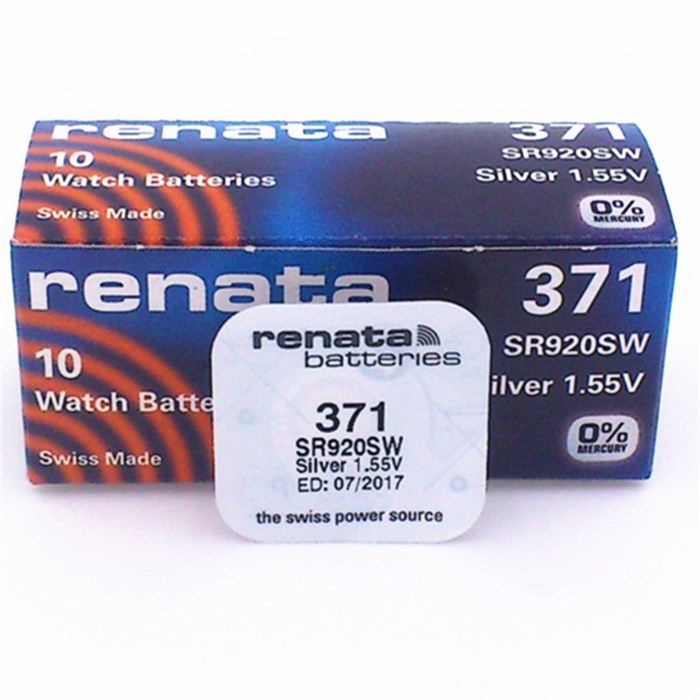 renata
371
10
SR920SW
Watch Batteries
Silver 1.55V
Swiss Made
0%
MERCURY
renata
371
10
SR920SW
Watch Batte
ilver 1.55V
Swiss Made
0%
MERCURY
renata
batteries
371
SR920SW
Silver 1.55V
ED: 07/2017
the swiss power source